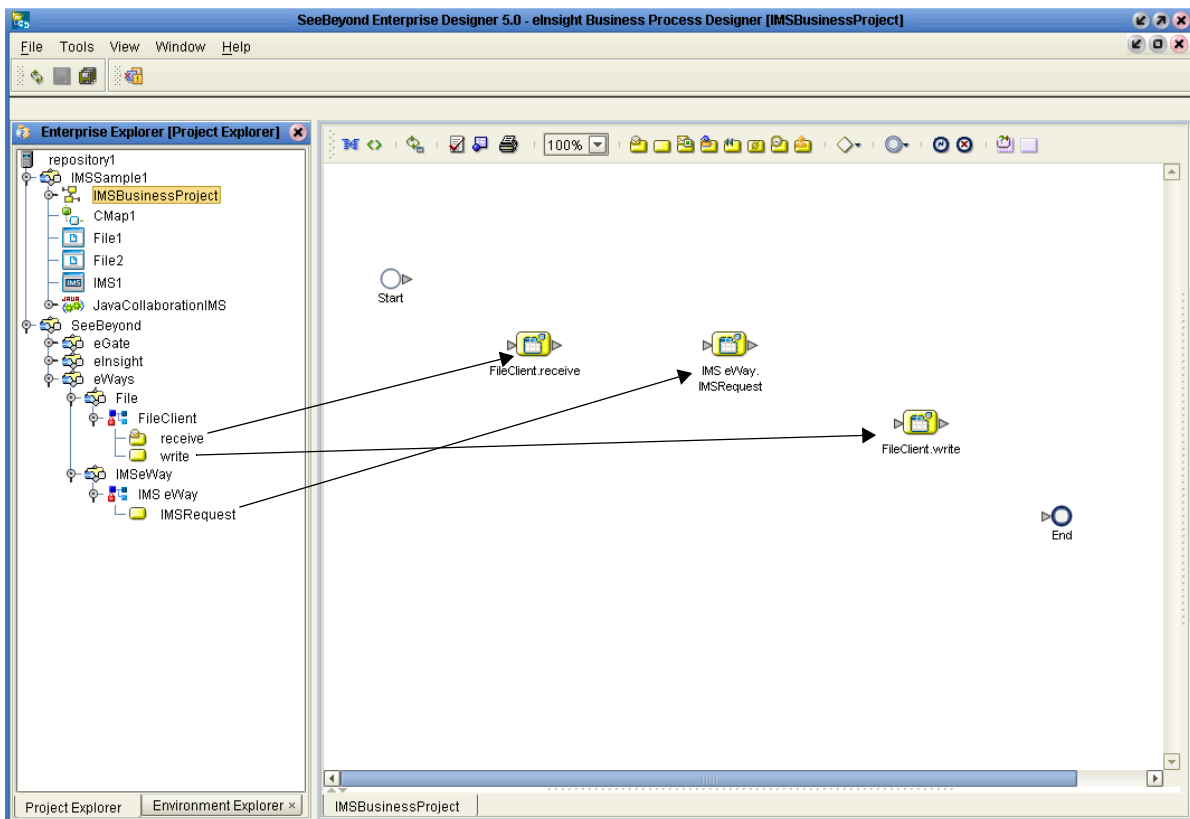 SeeBeyond Enterprise Designer 5.0 - eInsight Business Process Designer [IMSBusinessProject]
File Tools View Window Help
Enterprise Explorer [Project Explorer]
repository1
IMSSample1
IMSBusinessProject
CMap1
File1
File2
IMS
IMS1
JAVA
JavaCollaborationIMS
SeeBeyond
eGate
eInsight
eWays
File
FileClient
receive
write
IMSeWay
IMS eWay
IMSRequest
Project Explorer
Environment Explorer ×
100%
Start
FileClient.receive
IMS eWay.
IMSRequest
FileClient.write
End
IMSBusinessProject